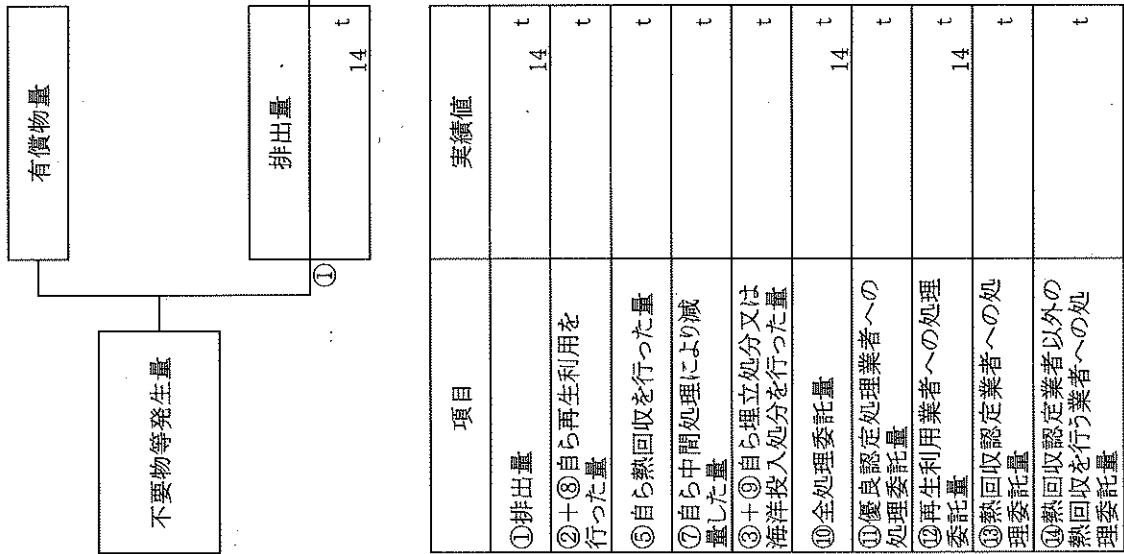 不要物等発生量
有償物量
排出量
①
14 t
項目
実績値
①排出量
14 t
②+⑧自ら再生利用を
行った量
t
⑤自ら熱回収を行った量
t
⑦自ら中間処理により減
量した量
t
③+⑨自ら埋立処分又は
海洋投入処分を行った量
t
⑩全処理委託量
14 t
⑪優良認定処理業者への
処理委託量
t
⑫再生利用業者への処理
委託量
14 t
⑬熱回収認定業者への処
理委託量
t
⑭熱回収認定業者以外の
熱回収を行う業者への処
理委託量
t